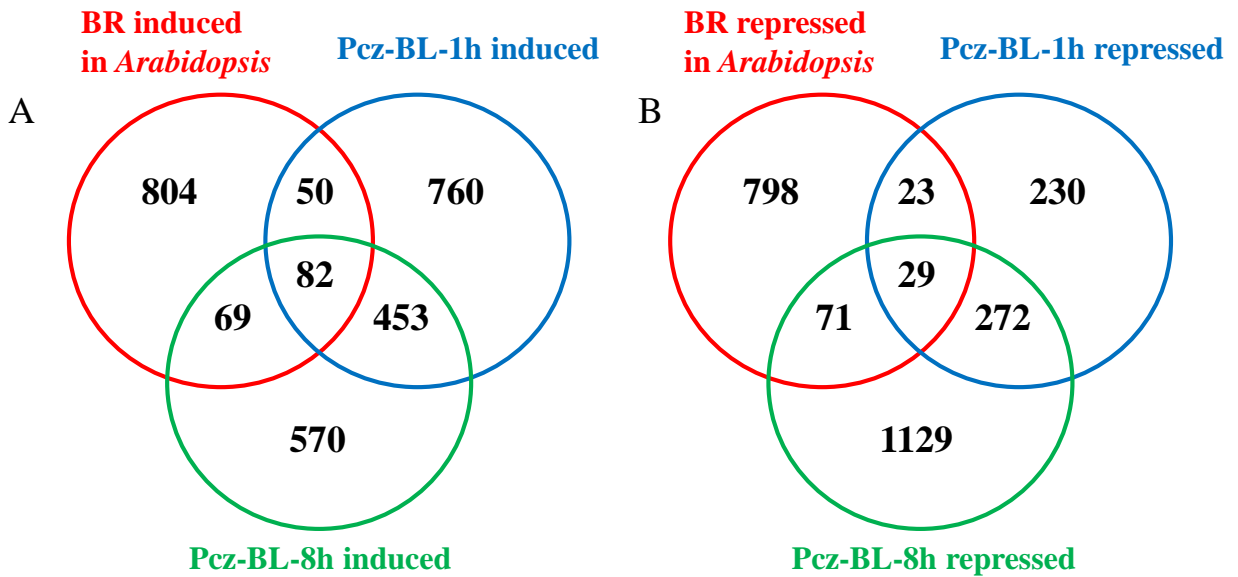 BR induced
in Arabidopsis
Pcz-BL-1h induced
A
804
50
760
82
69
453
570
Pcz-BL-8h induced
BR repressed
in Arabidopsis
Pcz-BL-1h repressed
B
798
23
230
29
71
272
1129
Pcz-BL-8h repressed